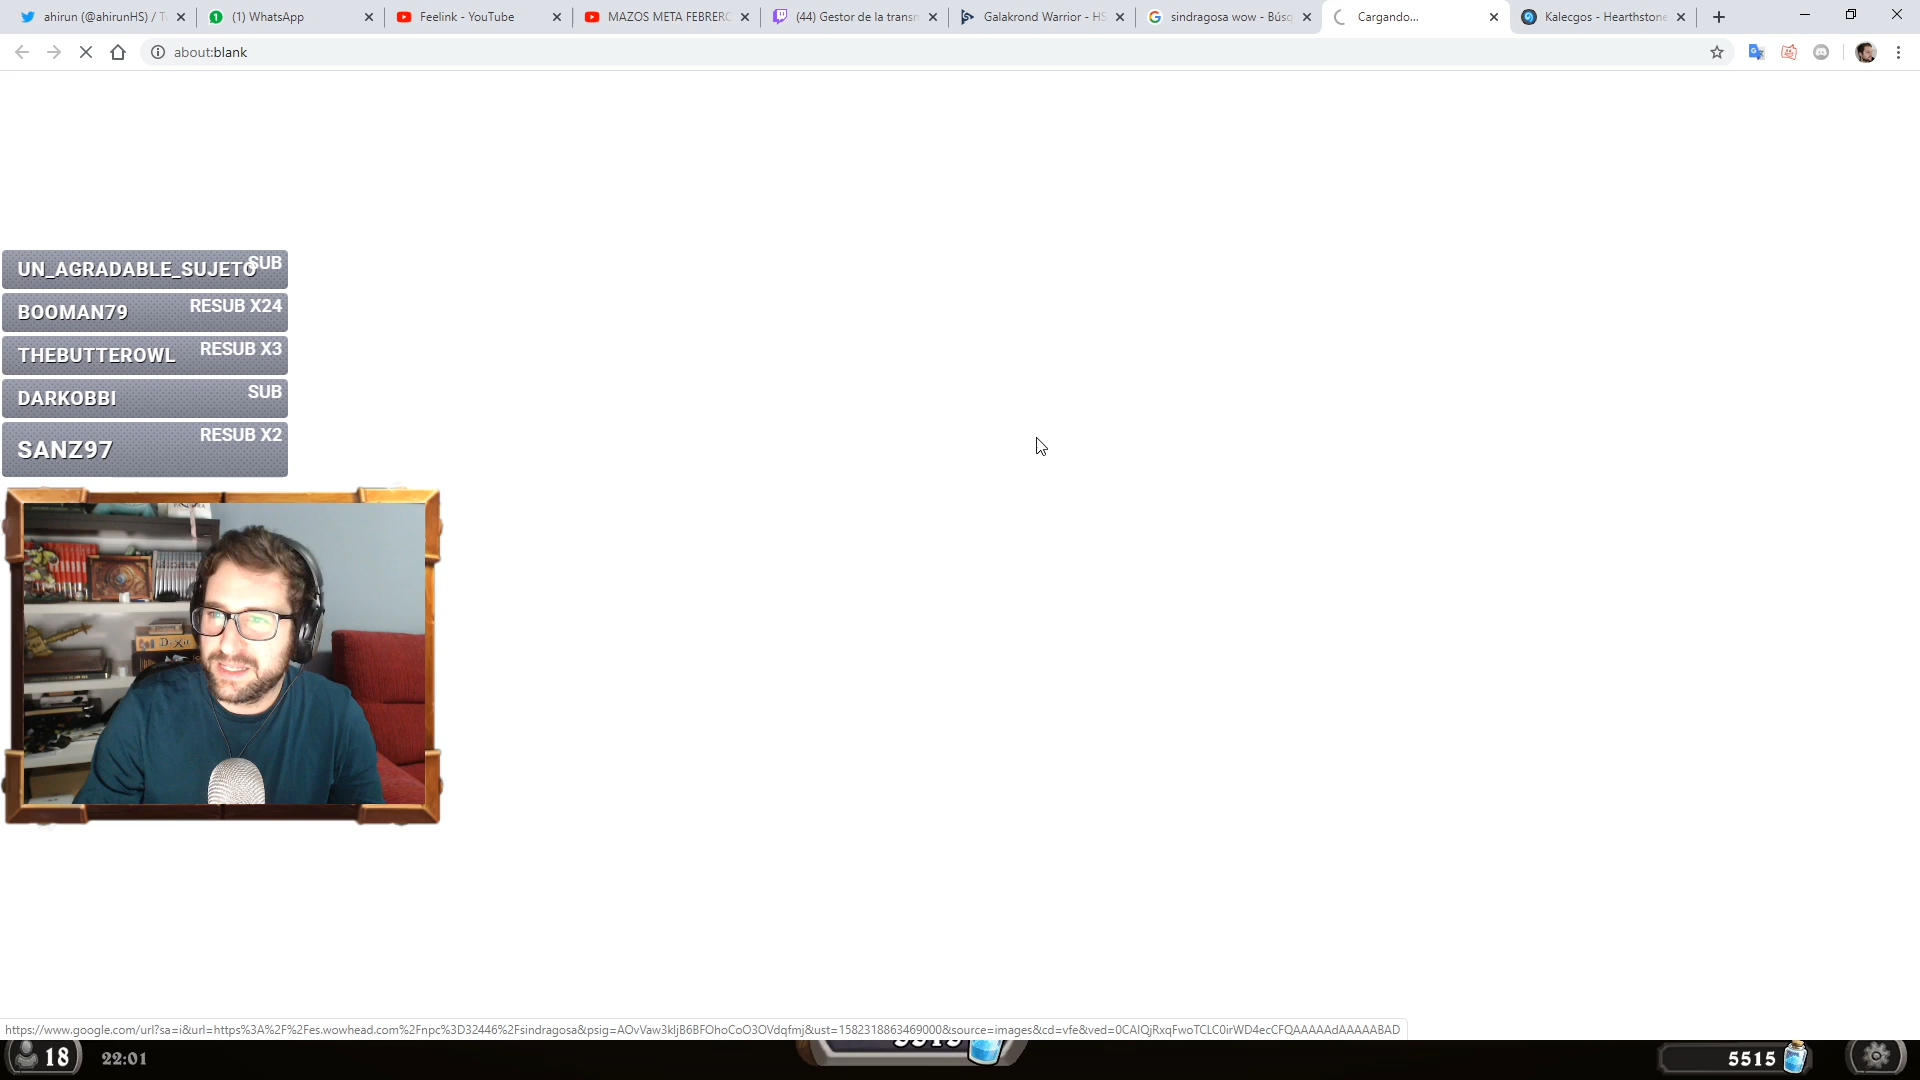 ahirun (@ahirunHS) / Tw
(1) WhatsApp
Feelink - YouTube
MAZOS META FEBRERO
(44) Gestor de la transm
Galakrond Warrior - HS
sindragosa wow - Búsq
Cargando...
Kalecgos - Hearthstone
about:blank
UN_AGRADABLE_SUJETO SUB
BOOMAN79 RESUB X24
THEBUTTEROWL RESUB X3
DARKOBBI SUB
SANZ97 RESUB X2
https://www.google.com/url?sa=i&url=https%3A%2F%2Fes.wowhead.com%2Fnpc%3D32446%2Fsindragosa&psig=AOvVaw3kljB6BFOhoCoO3OVdqfmj&ust=1582318863469000&source=images&cd=vfe&ved=0CAIQjRxqFwoTCLC0irWD4ecCFQAAAAAdAAAAABAD
18 22:01 5515 5515